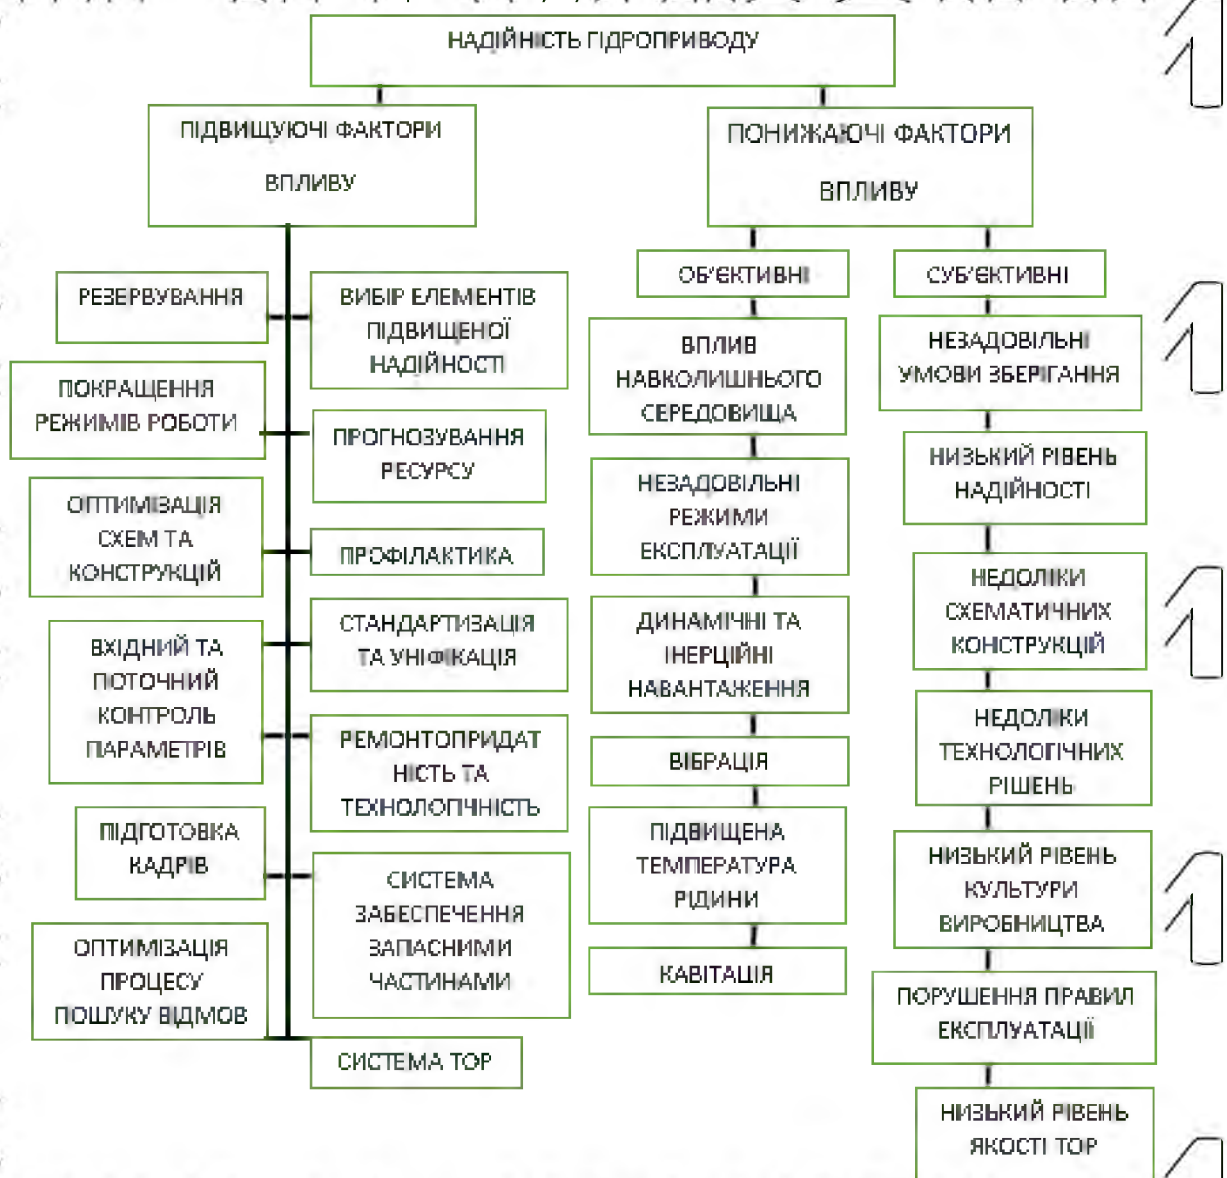 НАДІЙНІСТЬ ГІДРОПРИВОДУ
ПІДВИЩУЮЧІ ФАКТОРИ
ВПЛИВУ
РЕЗЕРВУВАННЯ
ВИБІР ЕЛЕМЕНТІВ
ПІДВИЩЕНОЇ
НАДІЙНОСТІ
ПОКРАЩЕННЯ
РЕЖИМІВ РОБОТИ
ПРОГНОЗУВАННЯ
РЕСУРСУ
ОПТИМІЗАЦІЯ
СХЕМ ТА
КОНСТРУКЦІЙ
ПРОФІЛАКТИКА
СТАНДАРТИЗАЦІЯ
ТА УНІФІКАЦІЯ
ВХІДНИЙ ТА
ПОТОЧНИЙ
КОНТРОЛЬ
ПАРАМЕТРІВ
РЕМОНТОПРИДАТ
НІСТЬ ТА
ТЕХНОЛОГІЧНІСТЬ
ПІДГОТОВКА
КАДРІВ
СИСТЕМА
ЗАБЕСПЕЧЕННЯ
ЗАПАСНИМИ
ЧАСТИНАМИ
ОПТИМІЗАЦІЯ
ПРОЦЕСУ
ПОШУКУ ВІДМОВ
СИСТЕМА ТОР
ПОНИЖАЮЧІ ФАКТОРИ
ВПЛИВУ
ОБ'ЄКТИВНІ
ВПЛИВ
НАВКОЛИШНЬОГО
СЕРЕДОВИЩА
НЕЗАДОВІЛЬНІ
РЕЖИМИ
ЕКСПЛУАТАЦІЇ
ДИНАМІЧНІ ТА
ІНЕРЦІЙНІ
НАВАНТАЖЕННЯ
ВІБРАЦІЯ
ПІДВИЩЕНА
ТЕМПЕРАТУРА
РІДИНИ
КАВІТАЦІЯ
СУБ'ЄКТИВНІ
НЕЗАДОВІЛЬНІ
УМОВИ ЗБЕРІГАННЯ
НИЗЬКИЙ РІВЕНЬ
НАДІЙНОСТІ
НЕДОЛІКИ
СХЕМАТИЧНИХ
КОНСТРУКЦІЙ
НЕДОЛІКИ
ТЕХНОЛОГІЧНИХ
РІШЕНЬ
НИЗЬКИЙ РІВЕНЬ
КУЛЬТУРИ
ВИРОБНИЦТВА
ПОРУШЕННЯ ПРАВИЛ
ЕКСПЛУАТАЦІЇ
НИЗЬКИЙ РІВЕНЬ
ЯКОСТІ ТОР